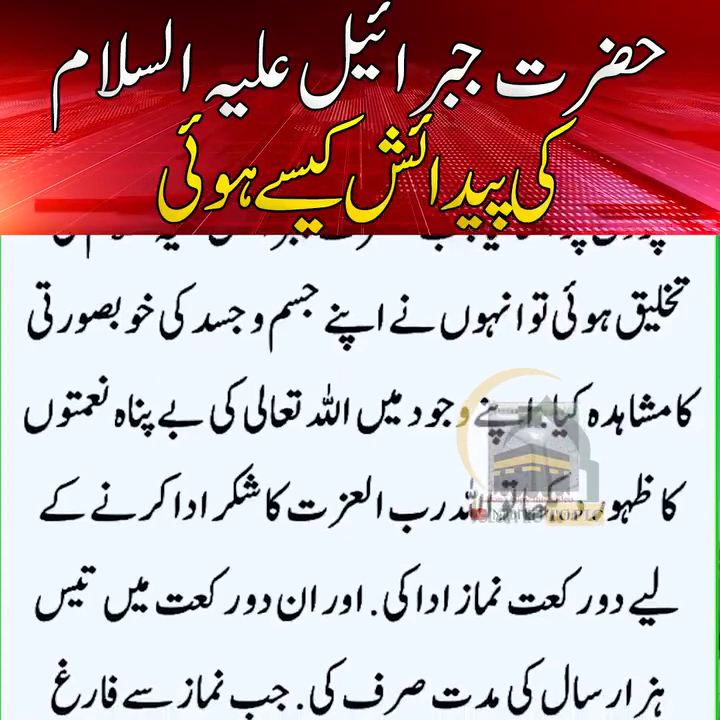 حضرت جبرائیل علیہ السلام
کی پیدائش کیسے ہوئی
تخلیق ہوئی تو انہوں نے اپنے جسم و جسد کی خوبصورتی
کا مشاہدہ کیا. اپنے وجود میں اللہ تعالی کی بے پناہ نعمتوں
کا ظہور دیکھا تو اللہ رب العزت کا شکر ادا کرنے کے
لیے دو رکعت نماز ادا کی. اور ان دو رکعت میں تیس
ہزار سال کی مدت صرف کی. جب نماز سے فارغ